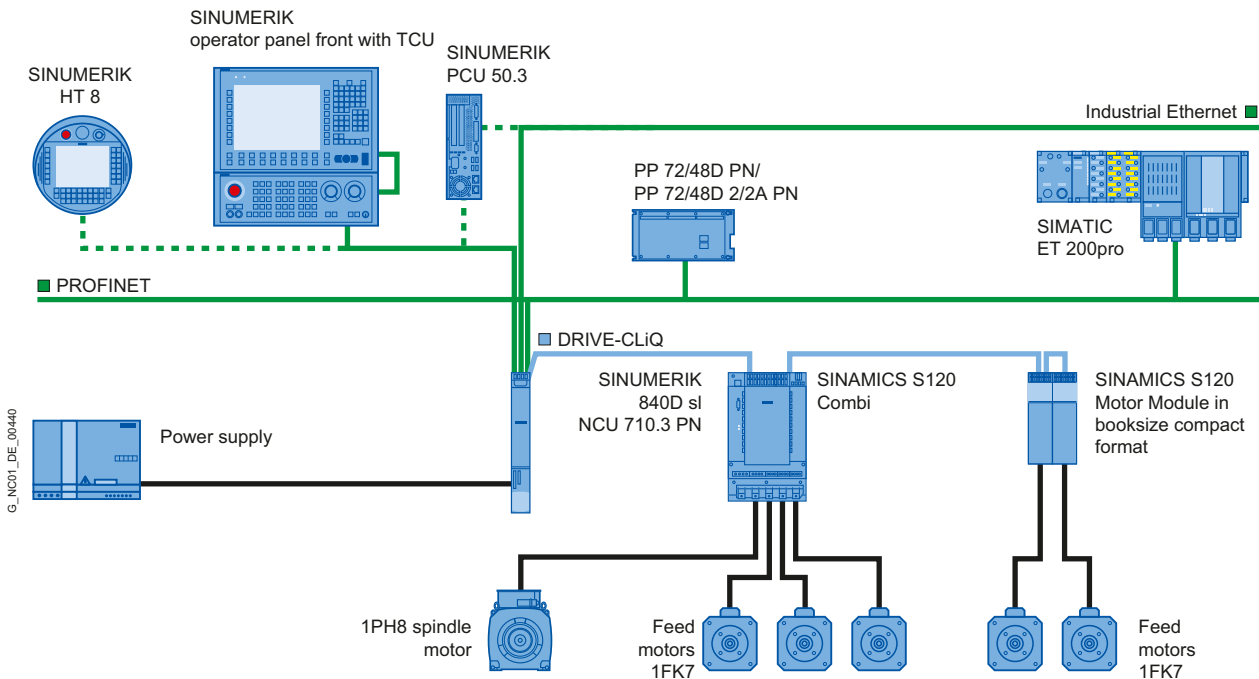 SINUMERIK
operator panel front with TCU
SINUMERIK
PCU 50.3
SINUMERIK
HT 8
Industrial Ethernet
PP 72/48D PN/
PP 72/48D 2/2A PN
SIMATIC
ET 200pro
PROFINET
DRIVE-CLiQ
SINUMERIK
840D sl
NCU 710.3 PN
SINAMICS S120
Combi
SINAMICS S120
Motor Module in
booksize compact
format
Power supply
G_NC01_DE_00440
1PH8 spindle
motor
Feed
motors
1FK7
Feed
motors
1FK7